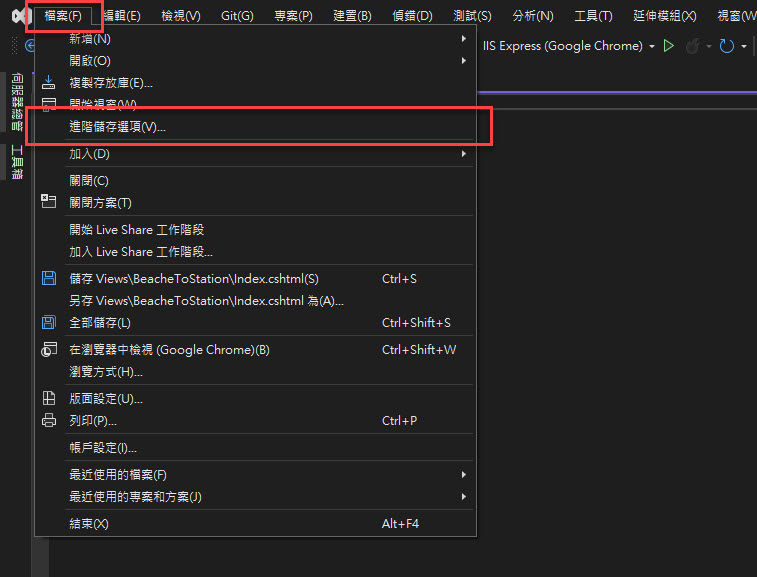 檔案(F) 編輯(E) 檢視(V) Git(G) 專案(P) 建置(B) 偵錯(D) 測試(S) 分析(N) 工具(T) 延伸模組(X) 視窗(W
IIS Express (Google Chrome)
伺服器總管
工具箱
新增(N)
開啟(O)
複製存放庫(E)...
開始視窗(W)
進階儲存選項(V)...
加入(D)
關閉(C)
關閉方案(T)
開始 Live Share 工作階段
加入 Live Share 工作階段...
儲存 Views\BeacheToStation\Index.cshtml(S) Ctrl+S
另存 Views\BeacheToStation\Index.cshtml 為(A)...
全部儲存(L) Ctrl+Shift+S
在瀏覽器中檢視 (Google Chrome)(B) Ctrl+Shift+W
瀏覽方式(H)...
版面設定(U)...
列印(P)... Ctrl+P
帳戶設定(I)...
最近使用的檔案(F)
最近使用的專案和方案(J)
結束(X) Alt+F4